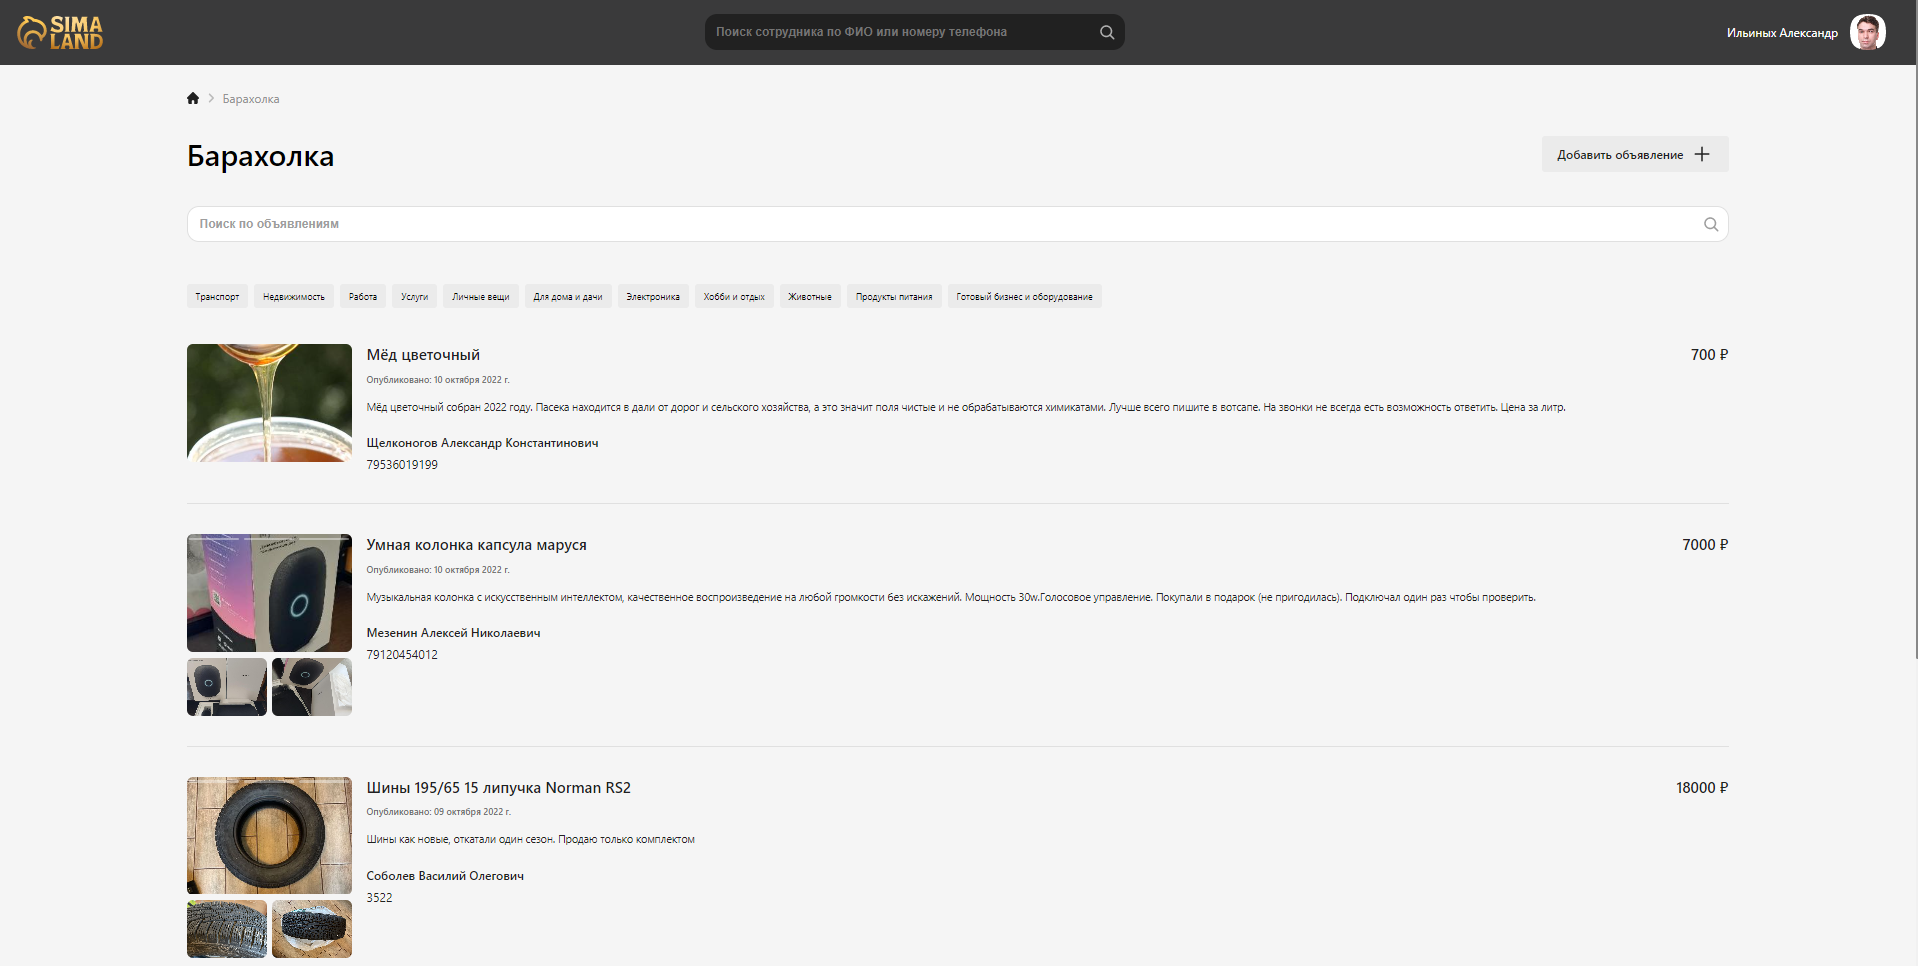 SIMA
LAND
Поиск сотрудника по ФИО или номеру телефона
Ильиных Александр
Барахолка
Барахолка
Добавить объявление
Поиск по объявлениям
Транспорт Недвижимость Работа Услуги Личные вещи Для дома и дачи Электроника Хобби и отдых Животные Продукты питания Готовый бизнес и оборудование
Мёд цветочный 700 ₽
Опубликовано: 10 октября 2022 г.
Мёд цветочный собран 2022 году. Пасека находится в дали от дорог и сельского хозяйства, а это значит поля чистые и не обрабатываются химикатами. Лучше всего пишите в вотсапе. На звонки не всегда есть возможность ответить. Цена за литр.
Щелконогов Александр Константинович
79536019199
Умная колонка капсула маруся 7000 ₽
Опубликовано: 10 октября 2022 г.
Музыкальная колонка с искусственным интеллектом, качественное воспроизведение на любой громкости без искажений. Мощность 30w.Голосовое управление. Покупали в подарок (не пригодилась). Подключал один раз чтобы проверить.
Мезенин Алексей Николаевич
79120454012
Шины 195/65 15 липучка Norman RS2 18000 ₽
Опубликовано: 09 октября 2022 г.
Шины как новые, откатали один сезон. Продаю только комплектом
Соболев Василий Олегович
3522